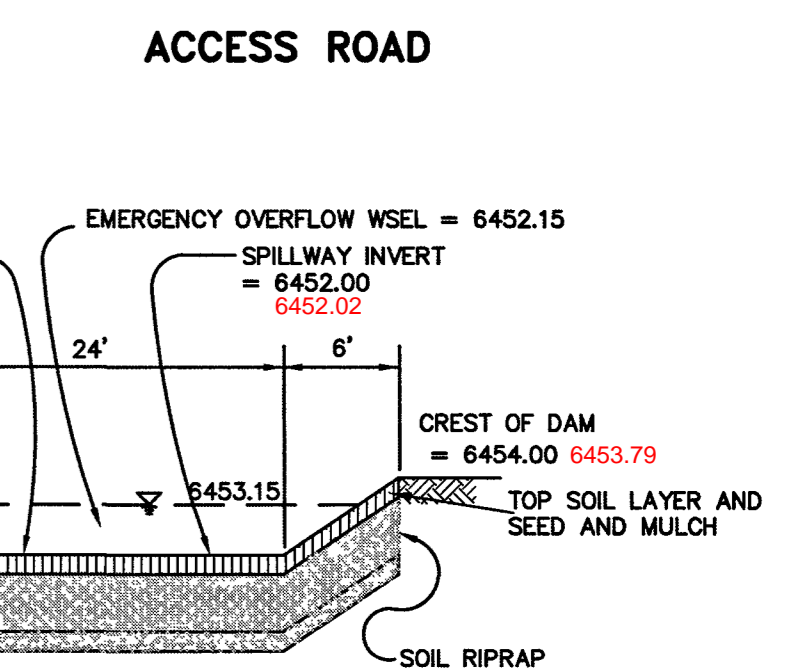 ACCESS ROAD
EMERGENCY OVERFLOW WSEL = 6452.15
SPILLWAY INVERT
= 6452.00
6452.02
24'
6'
CREST OF DAM
= 6454.00 6453.79
6453.15
TOP SOIL LAYER AND
SEED AND MULCH
SOIL RIPRAP